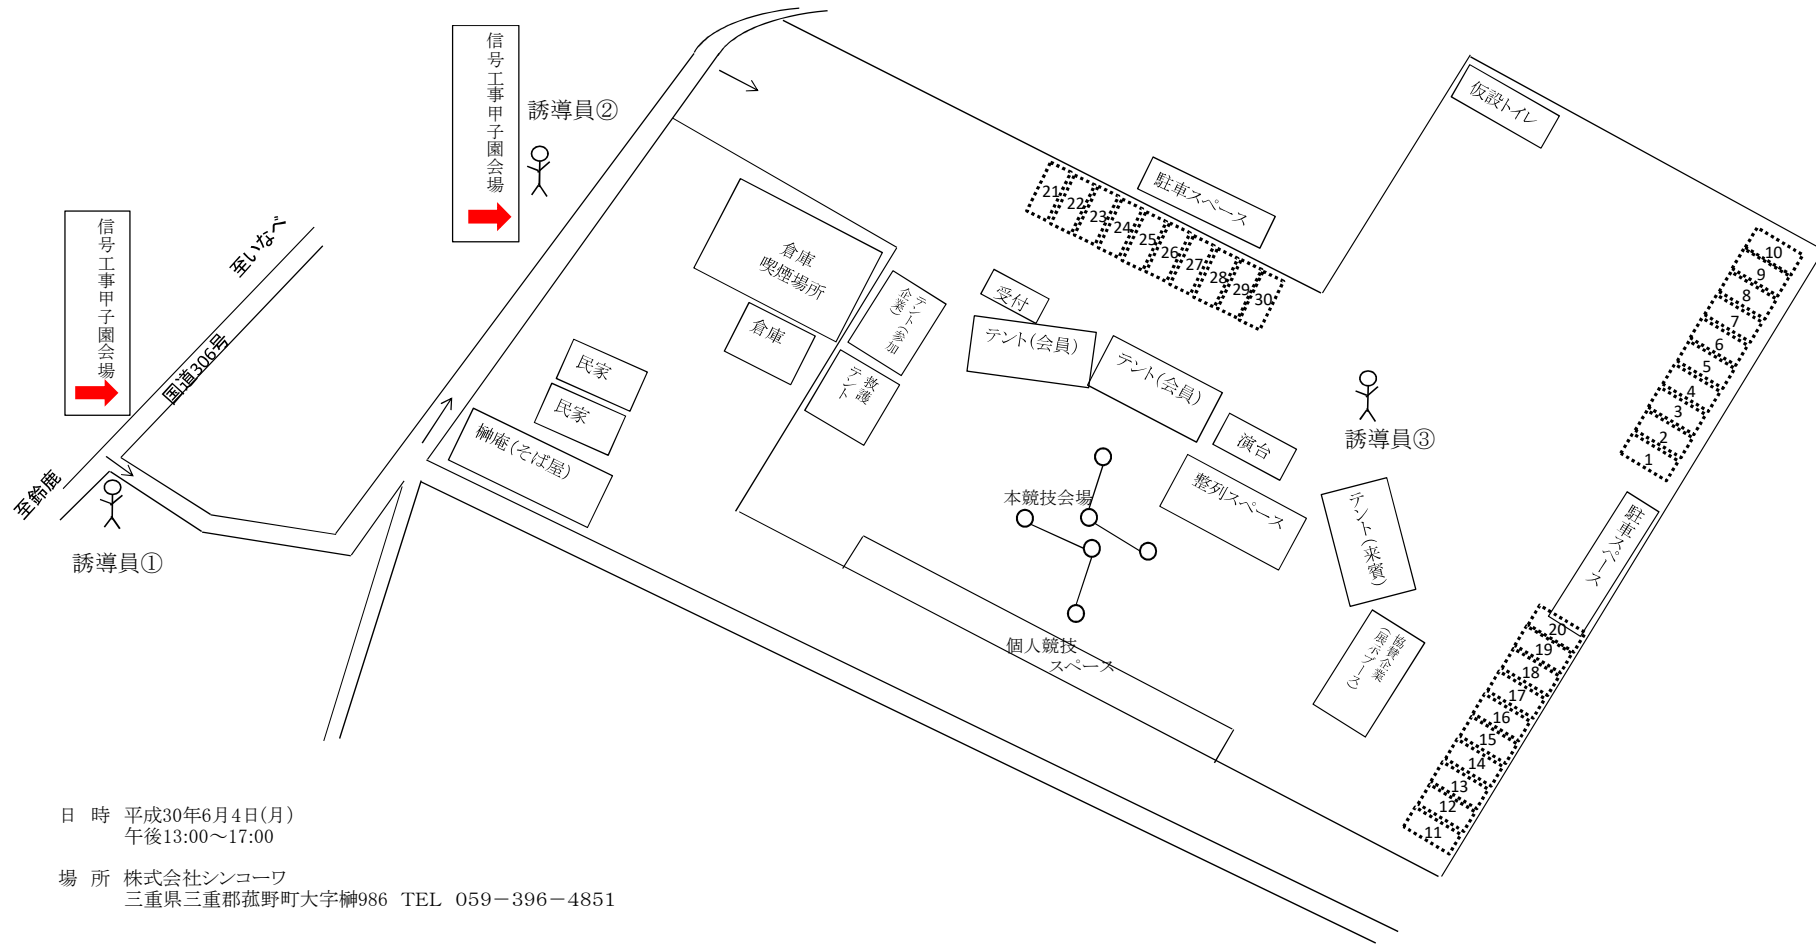 信号工事甲子園会場
誘導員②
信号工事甲子園会場
至いなべ
国道306号
至鈴鹿
誘導員①
仮設トイレ
駐車スペース
21
22
23
24
25
26
27
28
29
30
10
9
8
7
6
5
4
3
2
1
倉庫
喫煙場所
倉庫
テント(参加
企業)
救護
テント
受付
テント(会員)
テント(会員)
民家
民家
榊庵(そば屋)
演台
誘導員③
整列スペース
本競技会場
テント(来賓)
駐車スペース
個人競技
スペース
協賛企業
(展示ブース)
20
19
18
17
16
15
14
13
12
11
日 時 平成30年6月4日(月)
午後13:00～17:00
場 所 株式会社シンコーワ
三重県三重郡菰野町大字榊986 TEL 059－396－4851